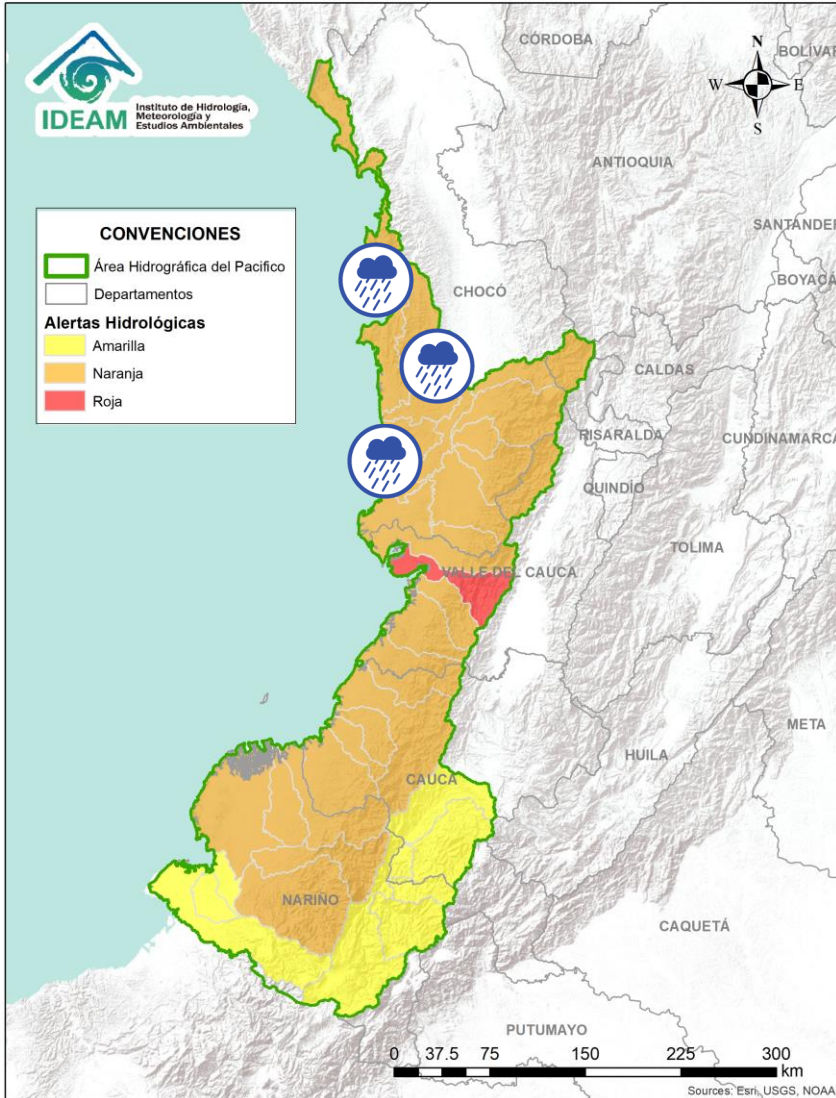 IDEAM
Instituto de Hidrología,
Meteorología y
Estudios Ambientales
CONVENCIONES
Área Hidrográfica del Pacifico
Departamentos
Alertas Hidrológicas
Amarilla
Naranja
Roja
N
W
E
S
CÓRDOBA
BOLÍVAR
ANTIOQUIA
SANTANDER
BOYACÁ
CHOCÓ
CALDAS
RISARALDA
CUNDINAMARCA
QUINDÍO
TOLIMA
VALLE DEL CAUCA
META
HUILA
CAUCA
NARIÑO
CAQUETÁ
PUTUMAYO
0 37.5 75 150 225 300
km
Sources: Esri, USGS, NOAA